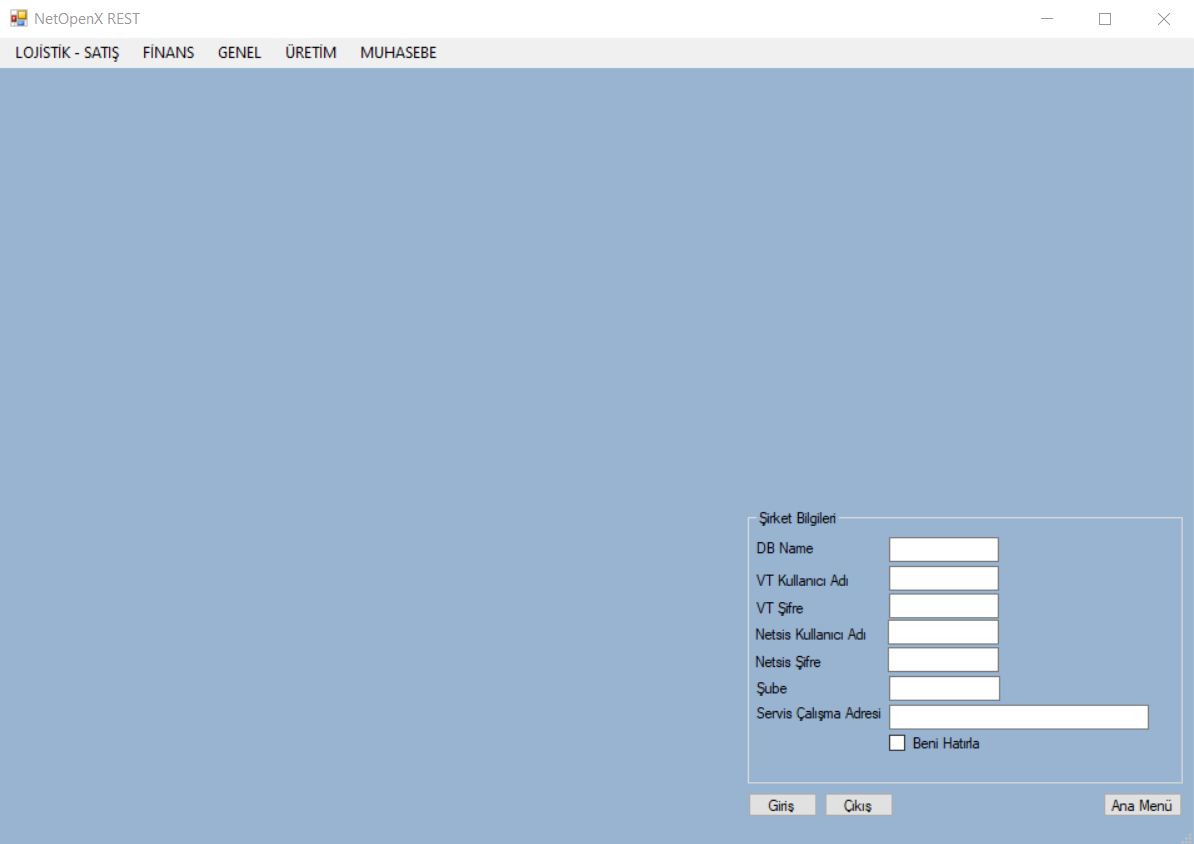 NetOpenX REST
LOJİSTİK - SATIŞ FİNANS GENEL ÜRETİM MUHASEBE
Şirket Bilgileri
DB Name
VT Kullanıcı Adı
VT Şifre
Netsis Kullanıcı Adı
Netsis Şifre
Şube
Servis Çalışma Adresi
Beni Hatırla
Giriş Çıkış Ana Menü